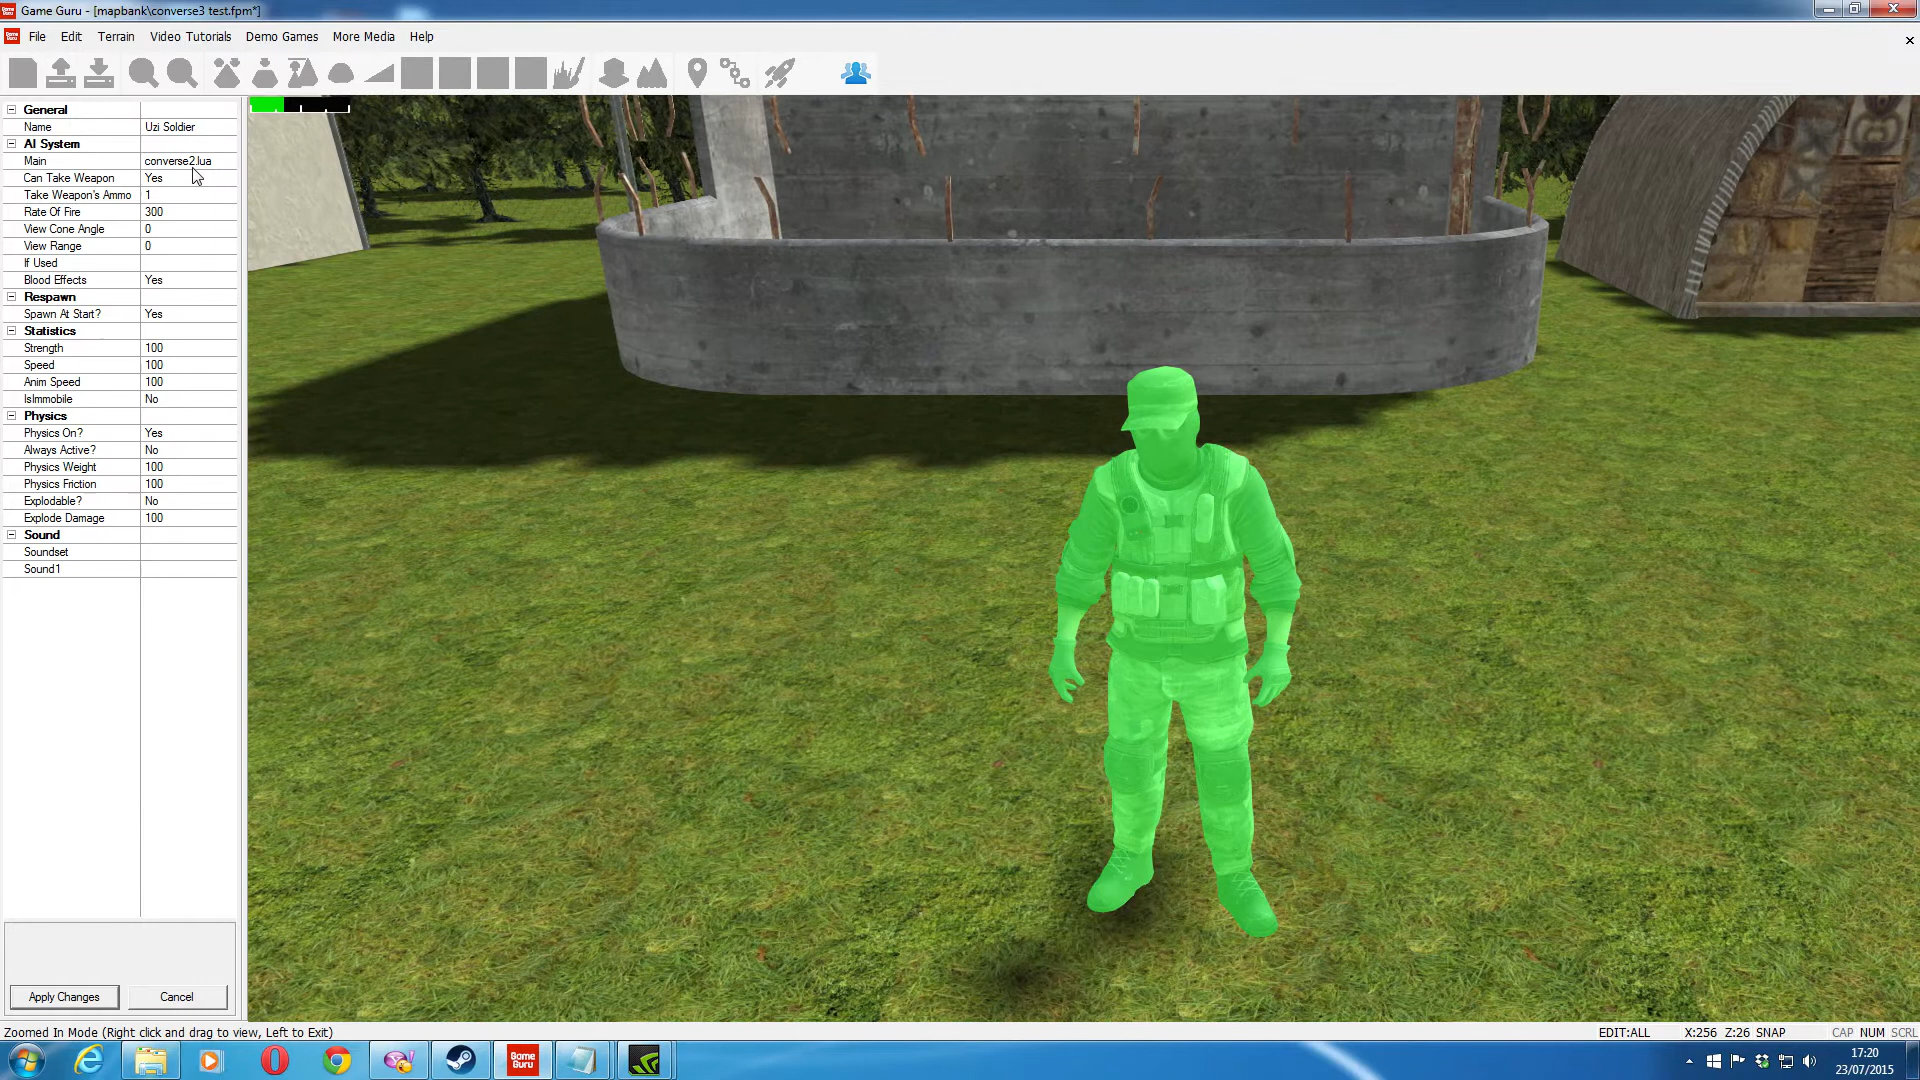 Game Guru - [mapbank\converse3 test.fpm*]
File Edit Terrain Video Tutorials Demo Games More Media Help
General
Name Uzi Soldier
AI System
Main converse2.lua
Can Take Weapon Yes
Take Weapon's Ammo 1
Rate Of Fire 300
View Cone Angle 0
View Range 0
If Used
Blood Effects Yes
Respawn
Spawn At Start? Yes
Statistics
Strength 100
Speed 100
Anim Speed 100
IsImmobile No
Physics
Physics On? Yes
Always Active? No
Physics Weight 100
Physics Friction 100
Explodable? No
Explode Damage 100
Sound
Soundset
Sound1
Apply Changes Cancel
Zoomed In Mode (Right click and drag to view, Left to Exit) EDIT:ALL X:256 Z:26 SNAP CAP NUM SCRL
Game Guru
17:20
23/07/2015